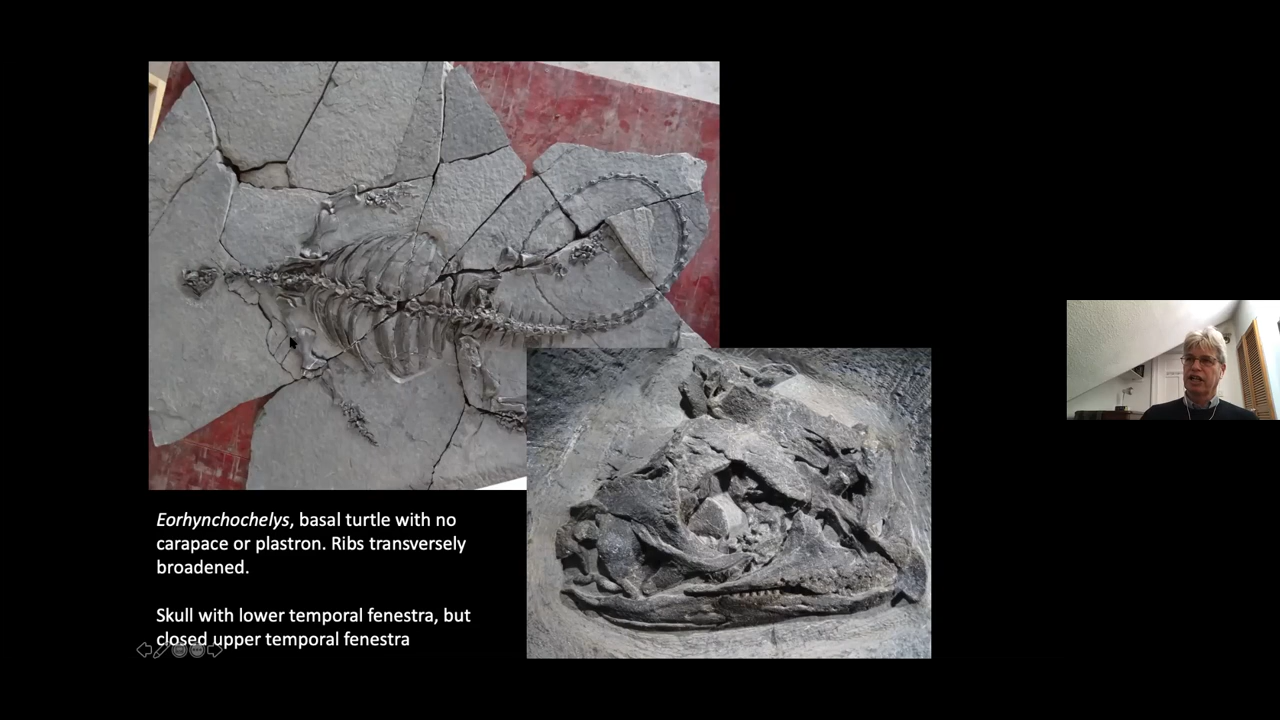 Eorhynchochelys, basal turtle with no
carapace or plastron. Ribs transversely
broadened.
Skull with lower temporal fenestra, but
closed upper temporal fenestra